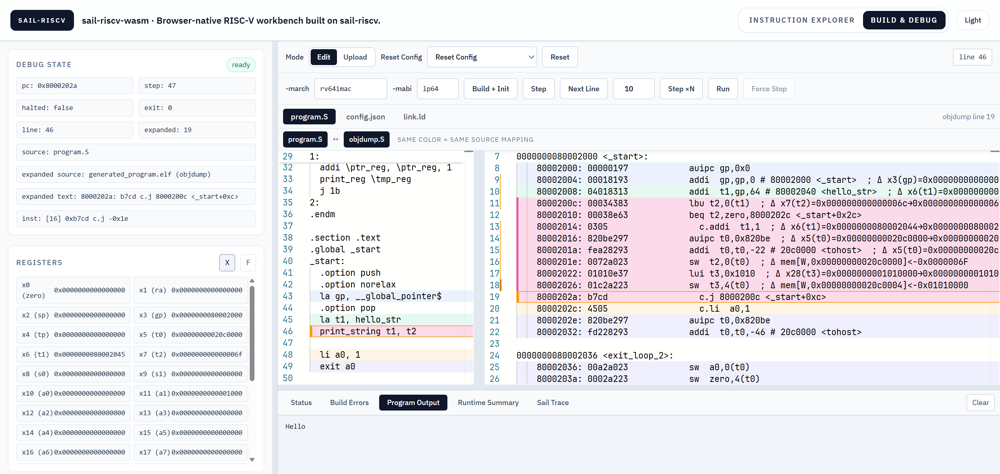 SAIL-RISCV
sail-riscv-wasm · Browser-native RISC-V workbench built on sail-riscv.
INSTRUCTION EXPLORER
BUILD & DEBUG
Light
DEBUG STATE
ready
pc: 0x8000202a
step: 47
halted: false
exit: 0
line: 46
expanded: 19
source: program.S
expanded source: generated_program.elf (objdump)
expanded text: 8000202a: b7cd c.j 8000200c <_start+0xc>
inst: [16] 0xb7cd c.j -0x1e
REGISTERS
X
F
x0 (zero) 0x0000000000000000
x1 (ra) 0x0000000000000000
x2 (sp) 0x0000000000000000
x3 (gp) 0x0000000080002000
x4 (tp) 0x0000000000000000
x5 (t0) 0x00000000020c0000
x6 (t1) 0x0000000080002045
x7 (t2) 0x000000000000006f
x8 (s0) 0x0000000000000000
x9 (s1) 0x0000000000000000
x10 (a0) 0x0000000000000000
x11 (a1) 0x0000000000001000
x12 (a2) 0x0000000000000000
x13 (a3) 0x0000000000000000
x14 (a4) 0x0000000000000000
x15 (a5) 0x0000000000000000
x16 (a6) 0x0000000000000000
x17 (a7) 0x0000000000000000
Mode
Edit
Upload
Reset Config
Reset Config
Reset
line 46
-march
rv64imac
-mabi
lp64
Build + Init
Step
Next Line
10
Step ×N
Run
Force Stop
program.S
config.json
link.ld
objdump line 19
program.S ↔ objdump.S
SAME COLOR = SAME SOURCE MAPPING
29 1:
32 addi \ptr_reg, \ptr_reg, 1
33 print_reg \tmp_reg
34 j 1b
35 2:
36 .endm
37
38 .section .text
39 .global _start
40 _start:
41 .option push
42 .option norelax
43 la gp, __global_pointer$
44 .option pop
45 la t1, hello_str
46 print_string t1, t2
47
48 li a0, 1
49 exit a0
50
7 0000000080002000 <_start>:
8 80002000: 00000197 auipc gp,0x0
9 80002004: 00018193 addi gp,gp,0 # 80002000 <_start> ; Δ x3(gp)=0x0000000000000
10 80002008: 04018313 addi t1,gp,64 # 80002040 <hello_str> ; Δ x6(t1)=0x000000000
11 8000200c: 00034383 lbu t2,0(t1) ; Δ x7(t2)=0x000000000000006c→0x000000000000006
12 80002010: 00038e63 beq t2,zero,8000202c <_start+0x2c>
13 80002014: 0305 c.addi t1,1 ; Δ x6(t1)=0x0000000080002044→0x0000000080002
14 80002016: 820be297 auipc t0,0x820be ; Δ x5(t0)=0x00000000020c0000→0x00000000020
15 8000201a: fea28293 addi t0,t0,-22 # 20c0000 <tohost> ; Δ x5(t0)=0x00000000020c
16 8000201e: 0072a023 sw t2,0(t0) ; Δ mem[W,0x00000000020c0000]<-0x0000006F
17 80002022: 01010e37 lui t3,0x1010 ; Δ x28(t3)=0x0000000001010000→0x0000000001010
18 80002026: 01c2a223 sw t3,4(t0) ; Δ mem[W,0x00000000020c0004]<-0x01010000
19 8000202a: b7cd c.j 8000200c <_start+0xc>
20 8000202c: 4505 c.li a0,1
21 8000202e: 820be297 auipc t0,0x820be
22 80002032: fd228293 addi t0,t0,-46 # 20c0000 <tohost>
23
24 0000000080002036 <exit_loop_2>:
25 80002036: 00a2a023 sw a0,0(t0)
26 8000203a: 0002a223 sw zero,4(t0)
Status
Build Errors
Program Output
Runtime Summary
Sail Trace
Clear
Hello